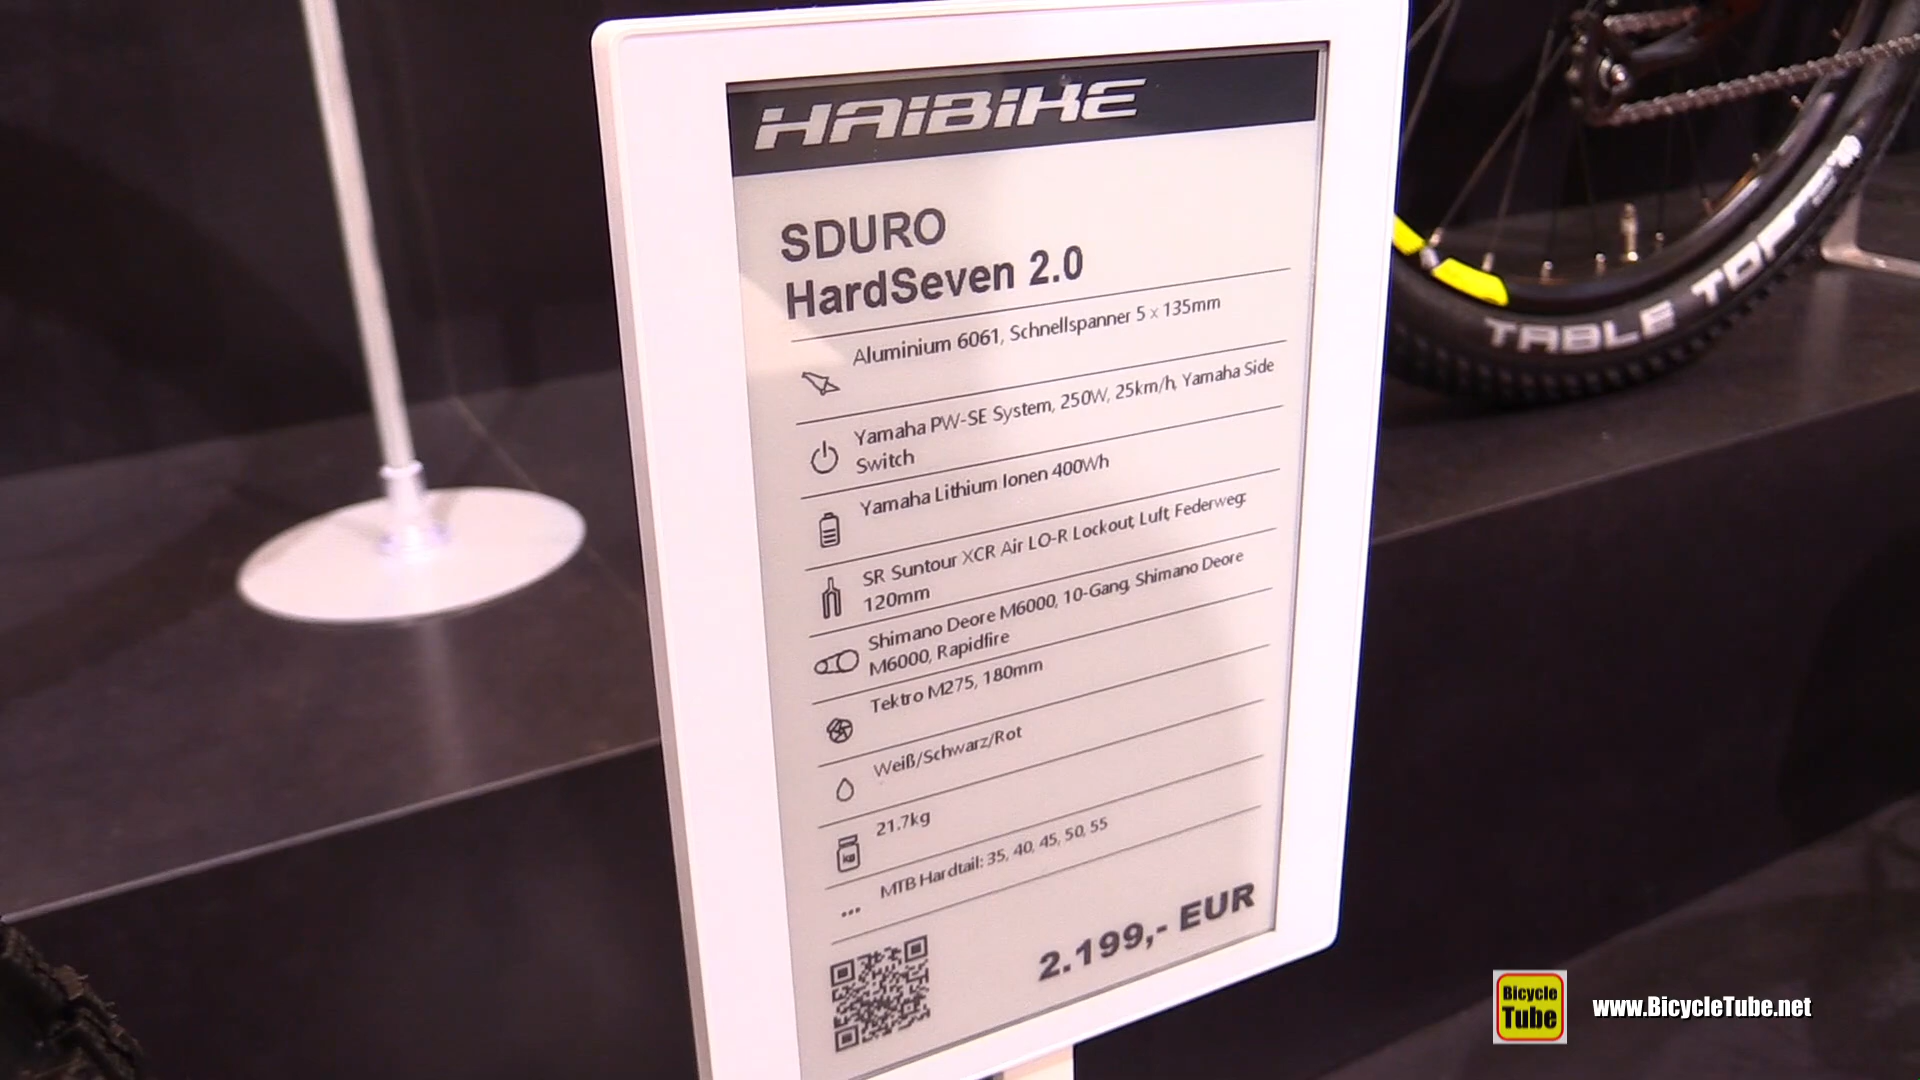 HAIBIKE
SDURO
HardSeven 2.0
Aluminium 6061, Schnellspanner 5 x 135mm
Yamaha PW-SE System, 250W, 25km/h, Yamaha Side
Switch
Yamaha Lithium Ionen 400Wh
SR Suntour XCR Air LO-R Lockout, Luft, Federweg:
120mm
Shimano Deore M6000, 10-Gang, Shimano Deore
M6000, Rapidfire
Tektro M275, 180mm
Weiß/Schwarz/Rot
21.7kg
kg
MTB Hardtail: 35, 40, 45, 50, 55
2.199,- EUR
TABLE TOP
Bicycle
Tube
www.BicycleTube.net